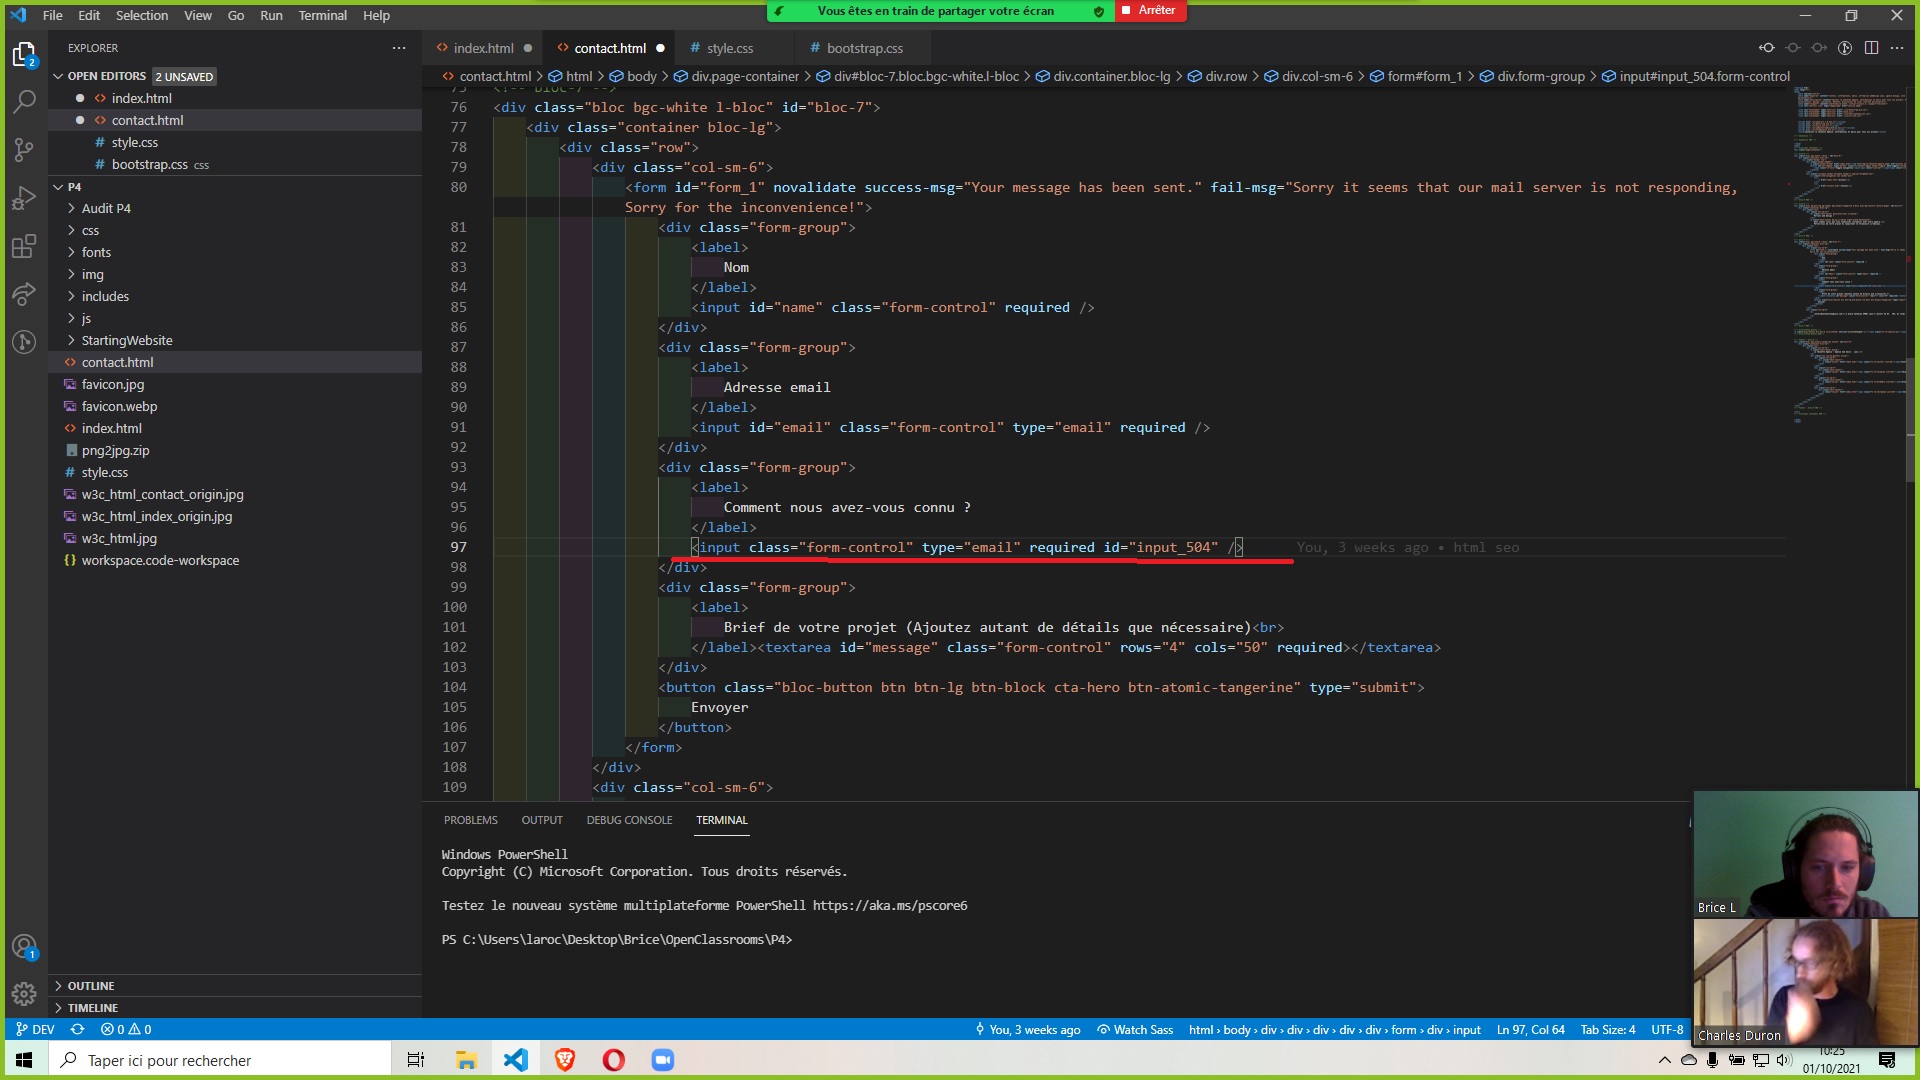 File Edit Selection View Go Run Terminal Help
Vous êtes en train de partager votre écran
Arrêter
EXPLORER
OPEN EDITORS 2 UNSAVED
index.html
contact.html
style.css
bootstrap.css css
P4
Audit P4
css
fonts
img
includes
js
StartingWebsite
contact.html
favicon.jpg
favicon.webp
index.html
png2jpg.zip
style.css
w3c_html_contact_origin.jpg
w3c_html_index_origin.jpg
w3c_html.jpg
workspace.code-workspace
OUTLINE
TIMELINE
index.html contact.html style.css bootstrap.css
contact.html > html > body > div.page-container > div#bloc-7.bloc.bgc-white.l-bloc > div.container.bloc-lg > div.row > div.col-sm-6 > form#form_1 > div.form-group > input#input_504.form-control
76 <div class="bloc bgc-white l-bloc" id="bloc-7">
77 <div class="container bloc-lg">
78 <div class="row">
79 <div class="col-sm-6">
80 <form id="form_1" novalidate success-msg="Your message has been sent." fail-msg="Sorry it seems that our mail server is not responding,
Sorry for the inconvenience!">
81 <div class="form-group">
82 <label>
83 Nom
84 </label>
85 <input id="name" class="form-control" required />
86 </div>
87 <div class="form-group">
88 <label>
89 Adresse email
90 </label>
91 <input id="email" class="form-control" type="email" required />
92 </div>
93 <div class="form-group">
94 <label>
95 Comment nous avez-vous connu ?
96 </label>
97 <input class="form-control" type="email" required id="input_504" /> You, 3 weeks ago • html seo
98 </div>
99 <div class="form-group">
100 <label>
101 Brief de votre projet (Ajoutez autant de détails que nécessaire)<br>
102 </label><textarea id="message" class="form-control" rows="4" cols="50" required></textarea>
103 </div>
104 <button class="bloc-button btn btn-lg btn-block cta-hero btn-atomic-tangerine" type="submit">
105 Envoyer
106 </button>
107 </form>
108 </div>
109 <div class="col-sm-6">
PROBLEMS OUTPUT DEBUG CONSOLE TERMINAL
Windows PowerShell
Copyright (C) Microsoft Corporation. Tous droits réservés.
Testez le nouveau système multiplateforme PowerShell https://aka.ms/pscore6
PS C:\Users\laroc\Desktop\Brice\OpenClassrooms\P4>
Brice L
Charles Duron
2
1
DEV 0 0 You, 3 weeks ago Watch Sass html › body › div › div › div › div › div › form › div › input Ln 97, Col 64 Tab Size: 4 UTF-8
Taper ici pour rechercher
10:25
01/10/2021